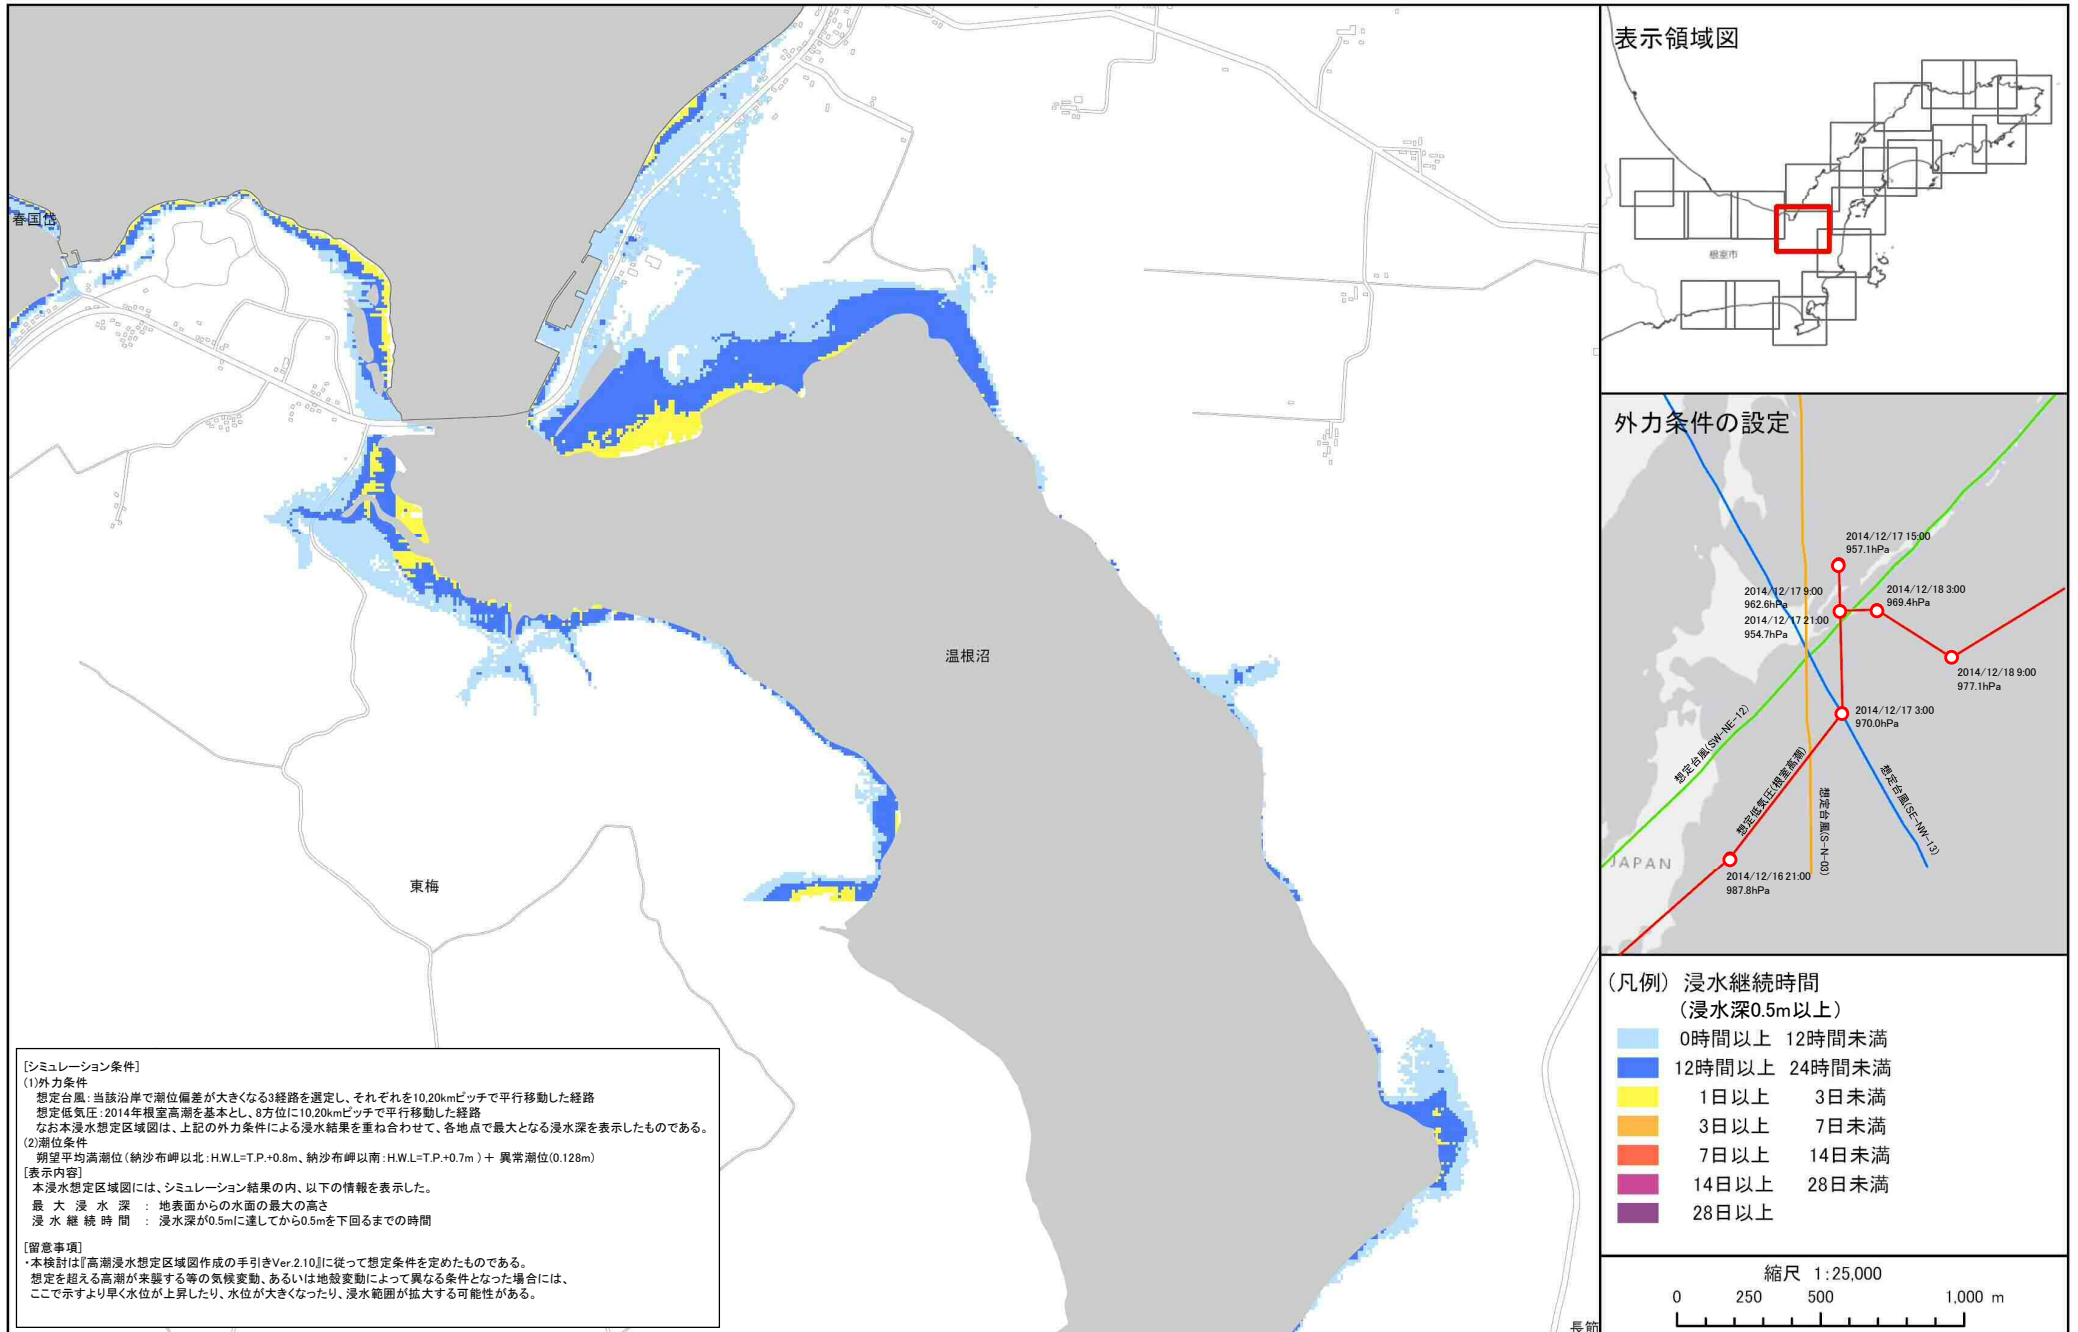 春国岱
温根沼
東梅
長節
[シミュレーション条件]
(1)外力条件
想定台風：当該沿岸で潮位偏差が大きくなる3経路を選定し、それぞれを10,20kmピッチで平行移動した経路
想定低気圧：2014年根室高潮を基本とし、8方位に10,20kmピッチで平行移動した経路
なお本浸水想定区域図は、上記の外力条件による浸水結果を重ね合わせて、各地点で最大となる浸水深を表示したものである。
(2)潮位条件
朔望平均満潮位（納沙布岬以北：H.W.L=T.P.+0.8m、納沙布岬以南：H.W.L=T.P.+0.7m ）＋ 異常潮位(0.128m)
[表示内容]
本浸水想定区域図には、シミュレーション結果の内、以下の情報を表示した。
最 大 浸 水 深 ： 地表面からの水面の最大の高さ
浸 水 継 続 時 間 ： 浸水深が0.5mに達してから0.5mを下回るまでの時間
[留意事項]
・本検討は『高潮浸水想定区域図作成の手引きVer.2.10』に従って想定条件を定めたものである。
想定を超える高潮が来襲する等の気候変動、あるいは地殻変動によって異なる条件となった場合には、
ここで示すより早く水位が上昇したり、水位が大きくなったり、浸水範囲が拡大する可能性がある。
表示領域図
根室市
外力条件の設定
2014/12/17 15:00
957.1hPa
2014/12/17 9:00
962.6hPa
2014/12/17 21:00
954.7hPa
2014/12/18 3:00
969.4hPa
2014/12/18 9:00
977.1hPa
2014/12/17 3:00
970.0hPa
想定台風(SW-NE-12)
想定低気圧(根室高潮)
想定台風(S-N-03)
想定台風(SE-NW-13)
JAPAN
2014/12/16 21:00
987.8hPa
（凡例） 浸水継続時間
（浸水深0.5m以上）
0時間以上 12時間未満
12時間以上 24時間未満
1日以上 3日未満
3日以上 7日未満
7日以上 14日未満
14日以上 28日未満
28日以上
縮尺 1:25,000
0 250 500 1,000 m